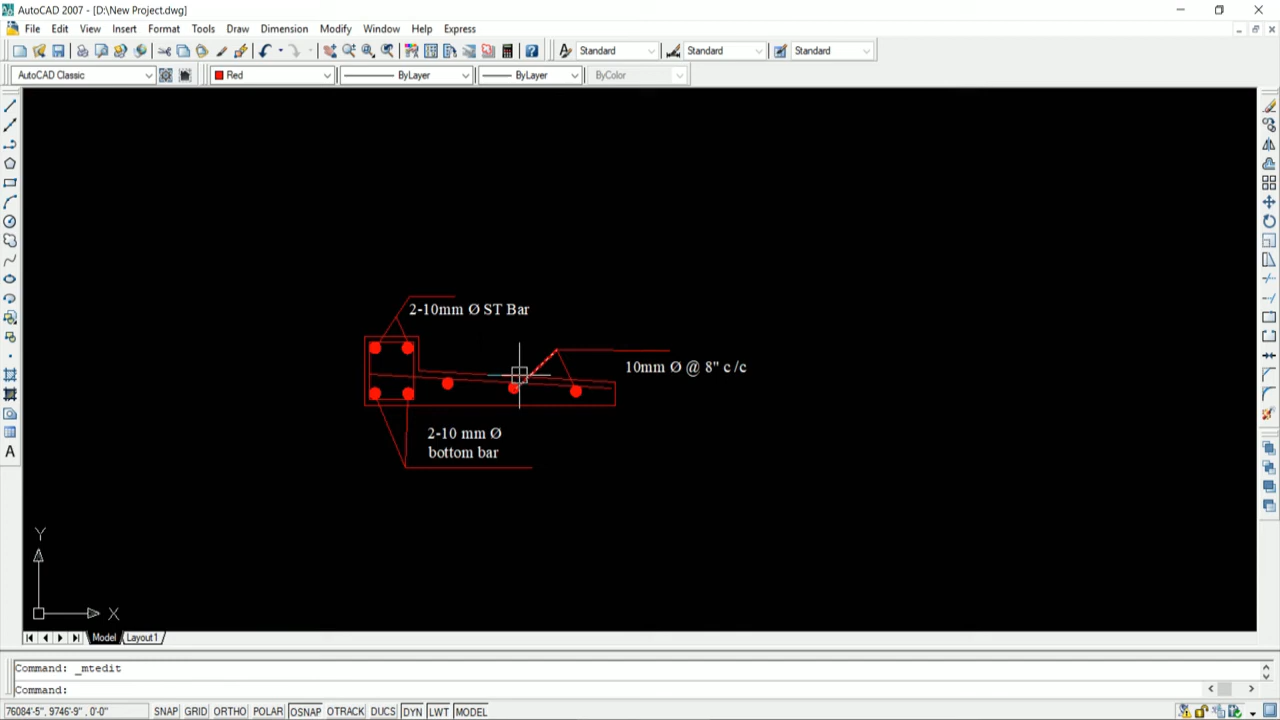 AutoCAD 2007 - [D:\New Project.dwg]
File Edit View Insert Format Tools Draw Dimension Modify Window Help Express
Standard Standard Standard
AutoCAD Classic Red ByLayer ByLayer ByColor
2-10mm Ø ST Bar
10mm Ø @ 8" c /c
2-10 mm Ø
bottom bar
Y
X
Model Layout1
Command: _mtedit
Command:
76084'-5", 9746'-9" , 0'-0" SNAP GRID ORTHO POLAR OSNAP OTRACK DUCS DYN LWT MODEL